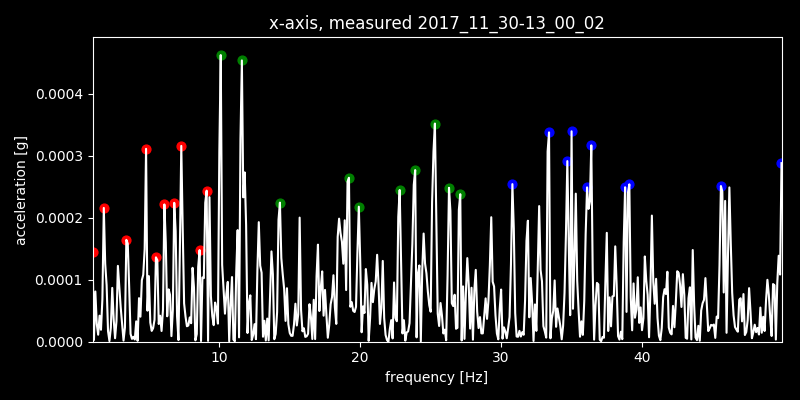 x-axis, measured 2017_11_30-13_00_02
acceleration [g]
0.0004
0.0003
0.0002
0.0001
0.0000
10 20 30 40
frequency [Hz]